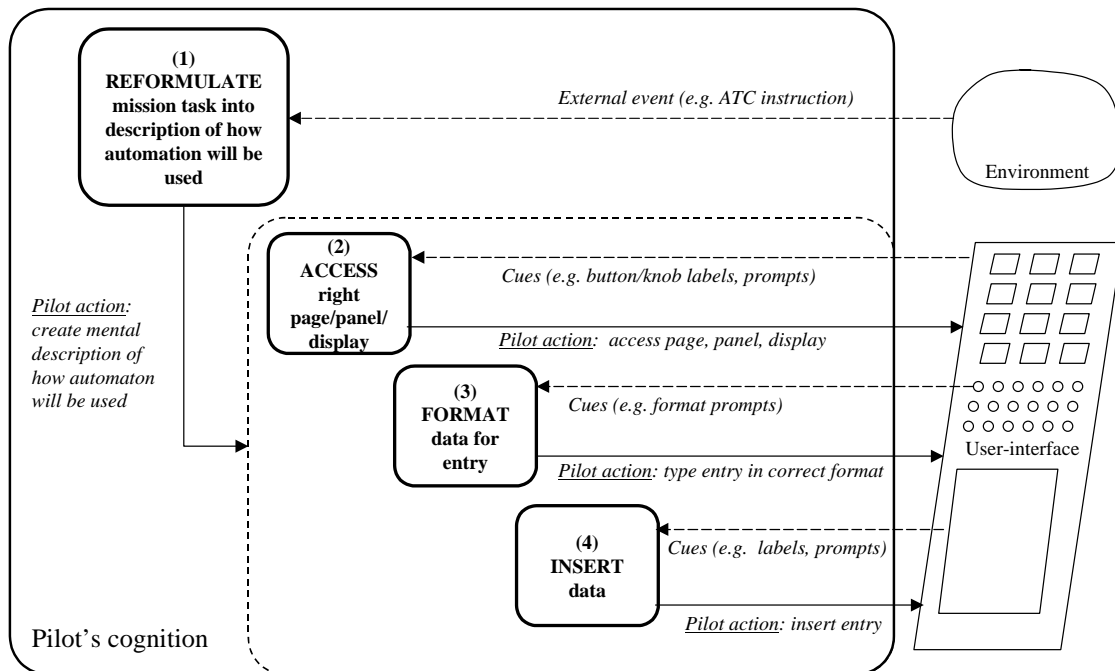 (1)
REFORMULATE
mission task into
description of how
automation will be
used
External event (e.g. ATC instruction)
Environment
(2)
ACCESS
right
page/panel/
display
Cues (e.g. button/knob labels, prompts)
Pilot action: access page, panel, display
Pilot action:
create mental
description of
how automaton
will be used
(3)
FORMAT
data for
entry
Cues (e.g. format prompts)
User-interface
Pilot action: type entry in correct format
(4)
INSERT
data
Cues (e.g. labels, prompts)
Pilot action: insert entry
Pilot's cognition